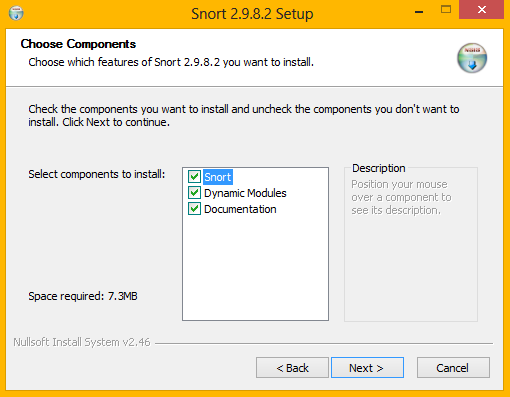 Snort 2.9.8.2 Setup
Choose Components
Choose which features of Snort 2.9.8.2 you want to install.
Check the components you want to install and uncheck the components you don't want to
install. Click Next to continue.
Select components to install:
Snort
Dynamic Modules
Documentation
Description
Position your mouse
over a component to
see its description.
Space required: 7.3MB
Nullsoft Install System v2.46
< Back
Next >
Cancel